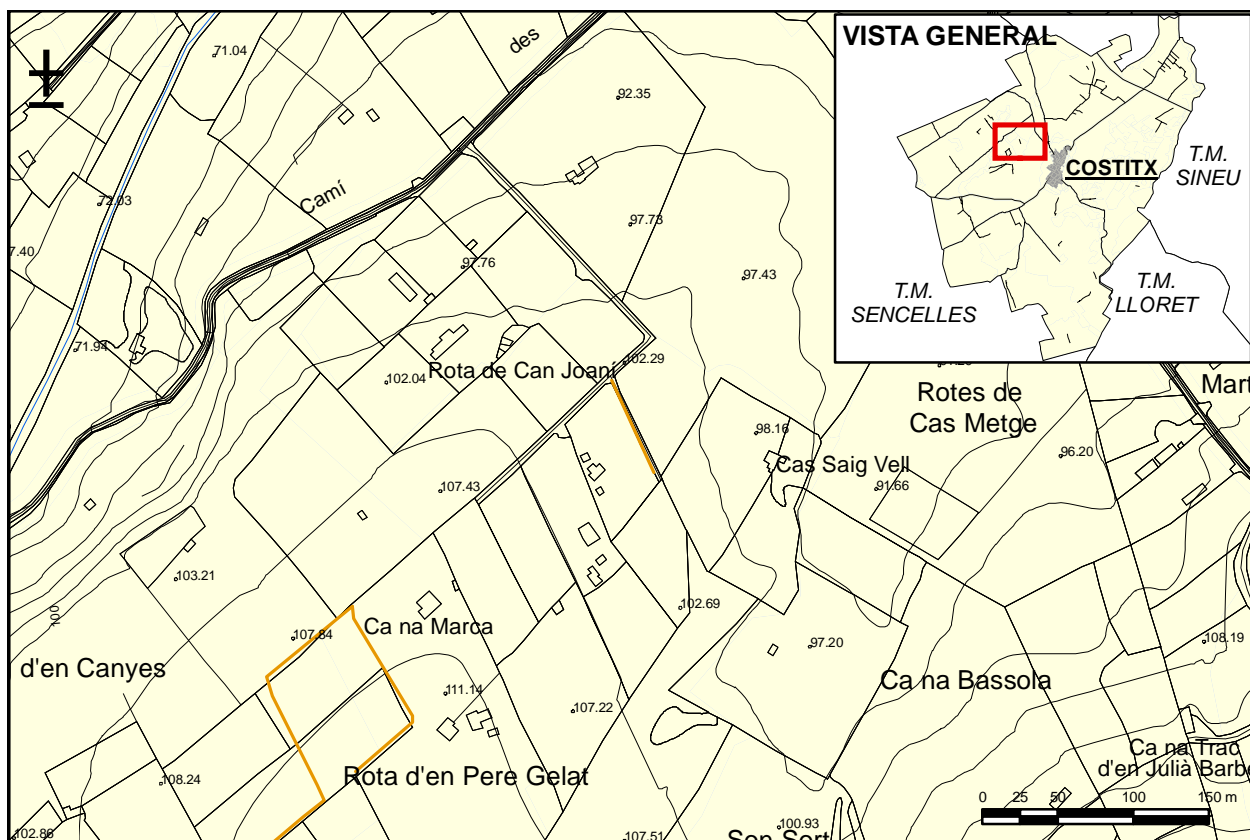 VISTA GENERAL
COSTITX
T.M.
SINEU
T.M.
LLORET
T.M.
SENCELLES
71.04
des
92.35
72.03
Camí
97.73
7.40
97.76
97.43
71.94
102.29
Rota de Can Joaní
102.04
Rotes de
Cas Metge
Mart
98.16
96.20
Cas Saig Vell
91.66
107.43
103.21
100
102.69
Ca na Marca
107.84
97.20
108.19
d'en Canyes
Ca na Bassola
111.14
107.22
Ca na Trac
d'en Julià Barbe
108.24
Rota d'en Pere Gelat
0 25 50 100 150 m
102.86
107.51
100.93
Son Sort